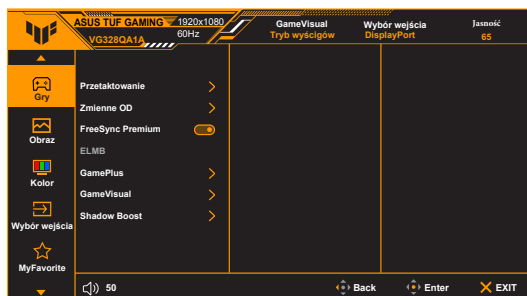 ASUS TUF GAMING
VG328QA1A
1920x1080
60Hz
GameVisual
Tryb wyścigów
Wybór wejścia
DisplayPort
Jasność
65
Gry
Obraz
Kolor
Wybór wejścia
MyFavorite
Przetaktowanie
Zmienne OD
FreeSync Premium
ELMB
GamePlus
GameVisual
Shadow Boost
50
Back
Enter
EXIT